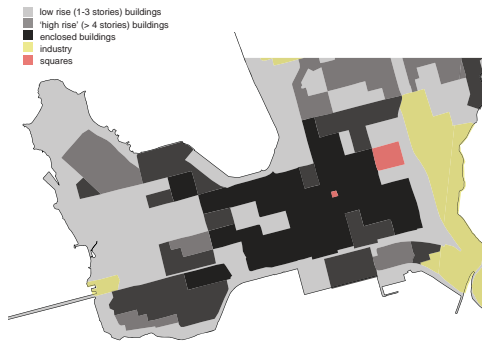 low rise (1-3 stories) buildings
‘high rise’ (> 4 stories) buildings
enclosed buildings
industry
squares